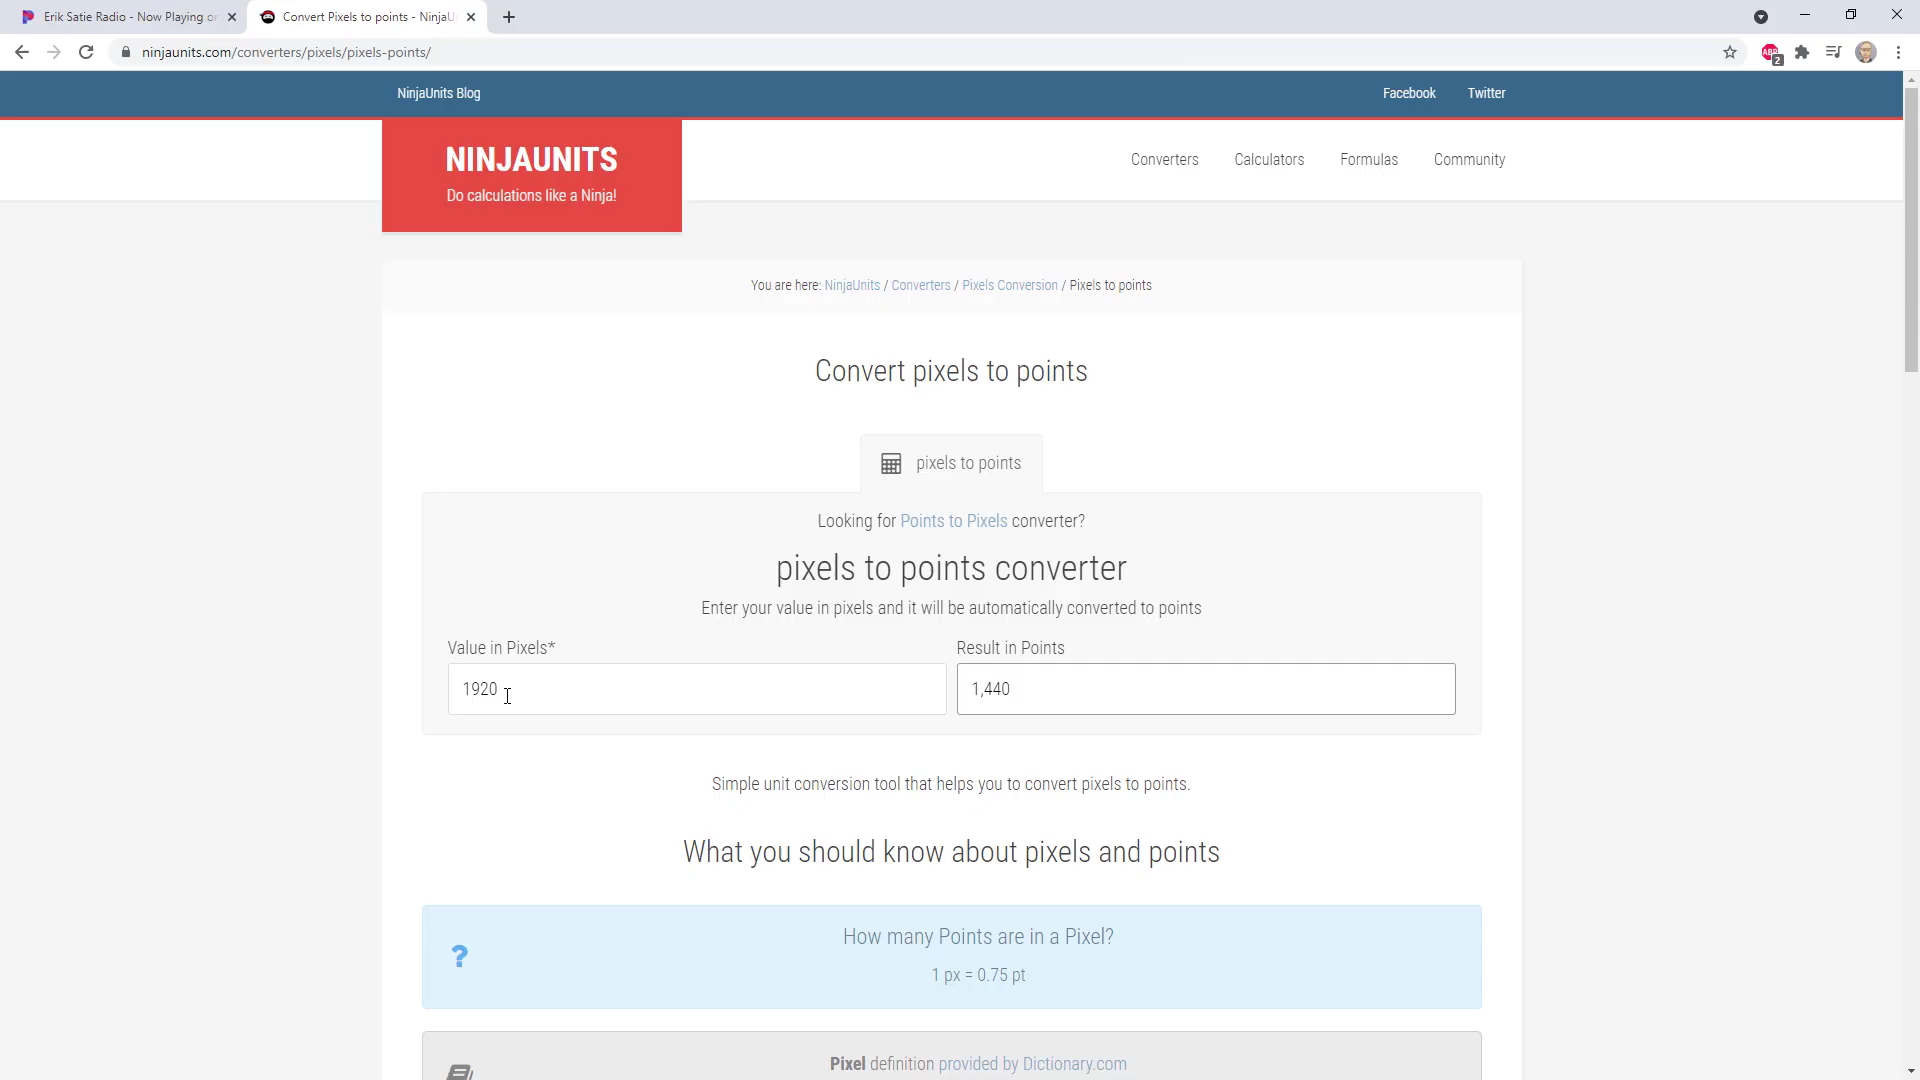 Erik Satie Radio - Now Playing or
Convert Pixels to points - NinjaU
ninjaunits.com/converters/pixels/pixels-points/
ABP
2
NinjaUnits Blog
Facebook
Twitter
NINJAUNITS
Do calculations like a Ninja!
Converters
Calculators
Formulas
Community
You are here: NinjaUnits / Converters / Pixels Conversion / Pixels to points
Convert pixels to points
pixels to points
Looking for Points to Pixels converter?
pixels to points converter
Enter your value in pixels and it will be automatically converted to points
Value in Pixels*
Result in Points
1920
1,440
Simple unit conversion tool that helps you to convert pixels to points.
What you should know about pixels and points
?
How many Points are in a Pixel?
1 px = 0.75 pt
Pixel definition provided by Dictionary.com